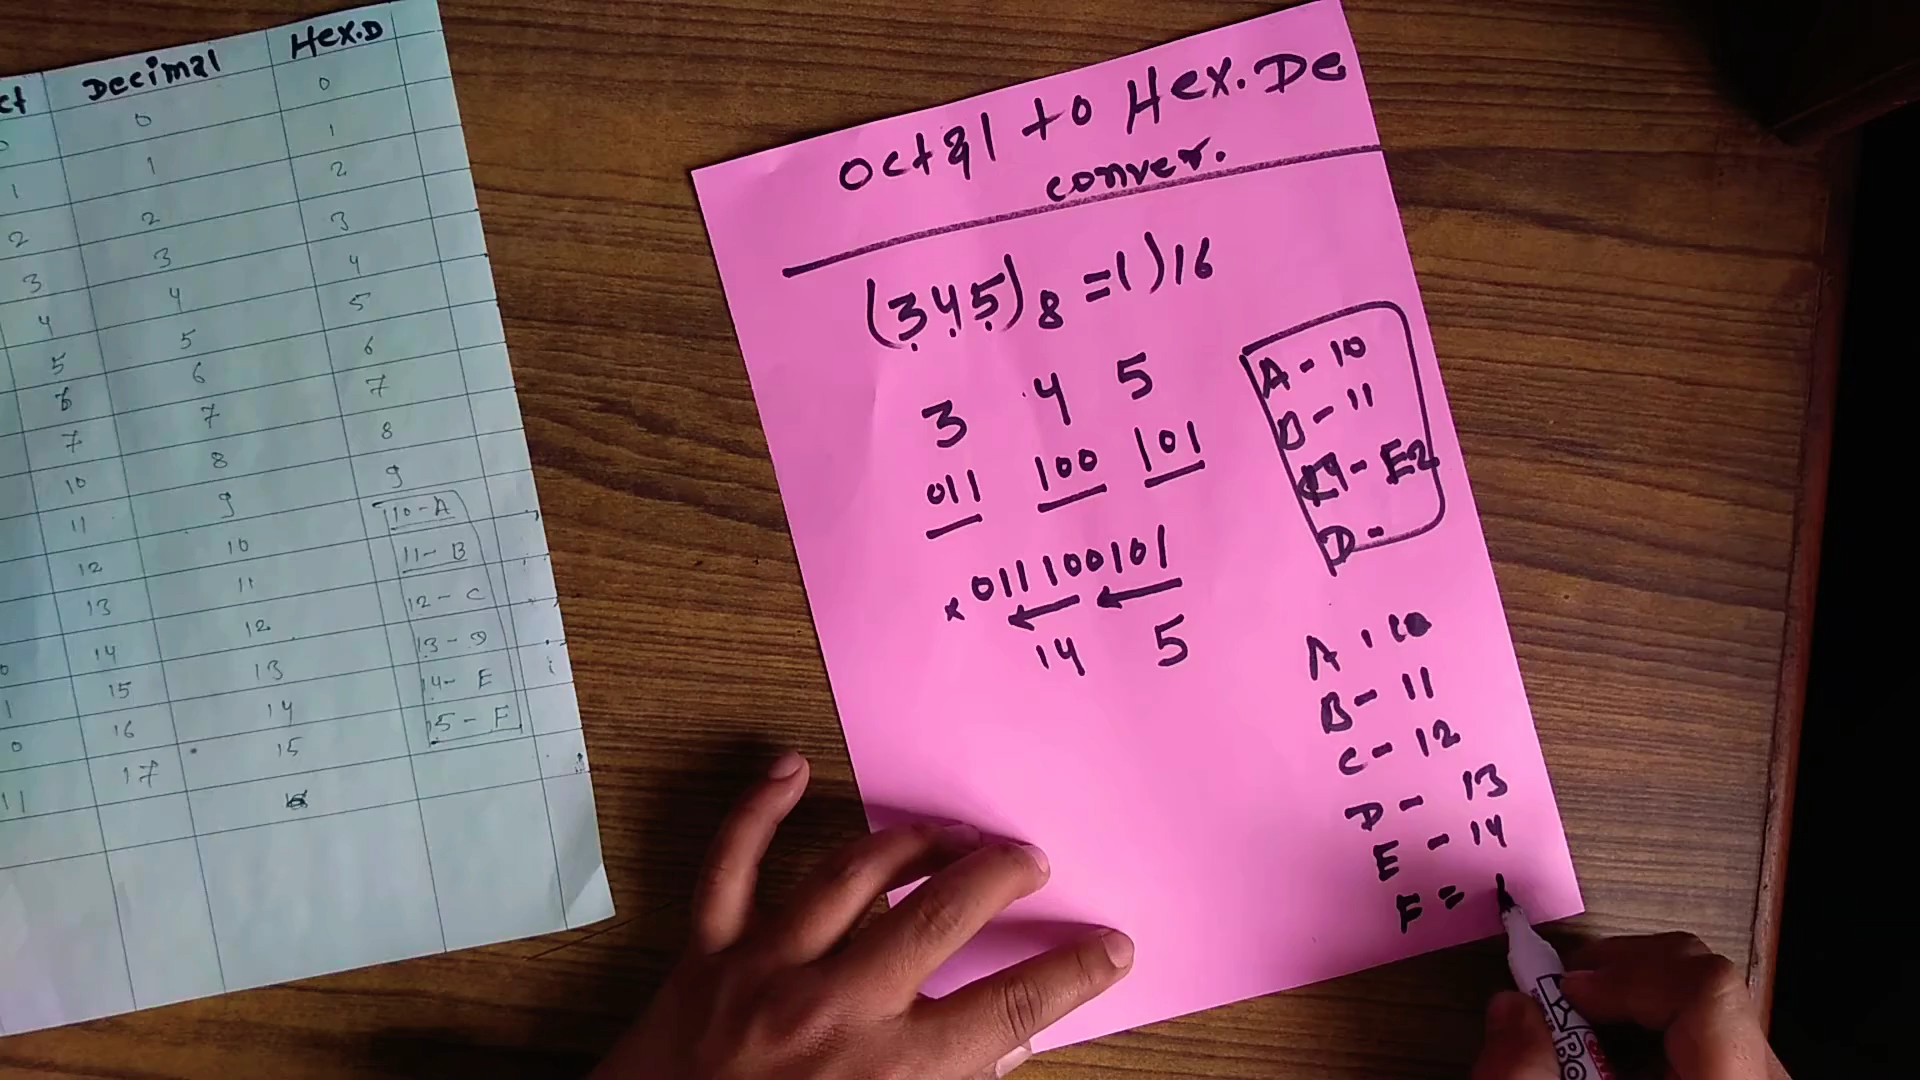 ct Decimal Hex.D
0 0 0
1 1 1
2 2 2
3 3 3
4 4 4
5 5 5
6 6 6
7 7 7
10 8 8
11 9 9
12 10 10-A
13 11 11-B
14 12 12-C
15 13 13-D
16 14 14-E
17 15 15-F
octal to Hex.De
conver.
(345)8 =( )16
3 4 5
011 100 101
× 011100101
14 5
A - 10
B - 11
D -
A - 10
B - 11
C - 12
D - 13
E - 14
F = 1